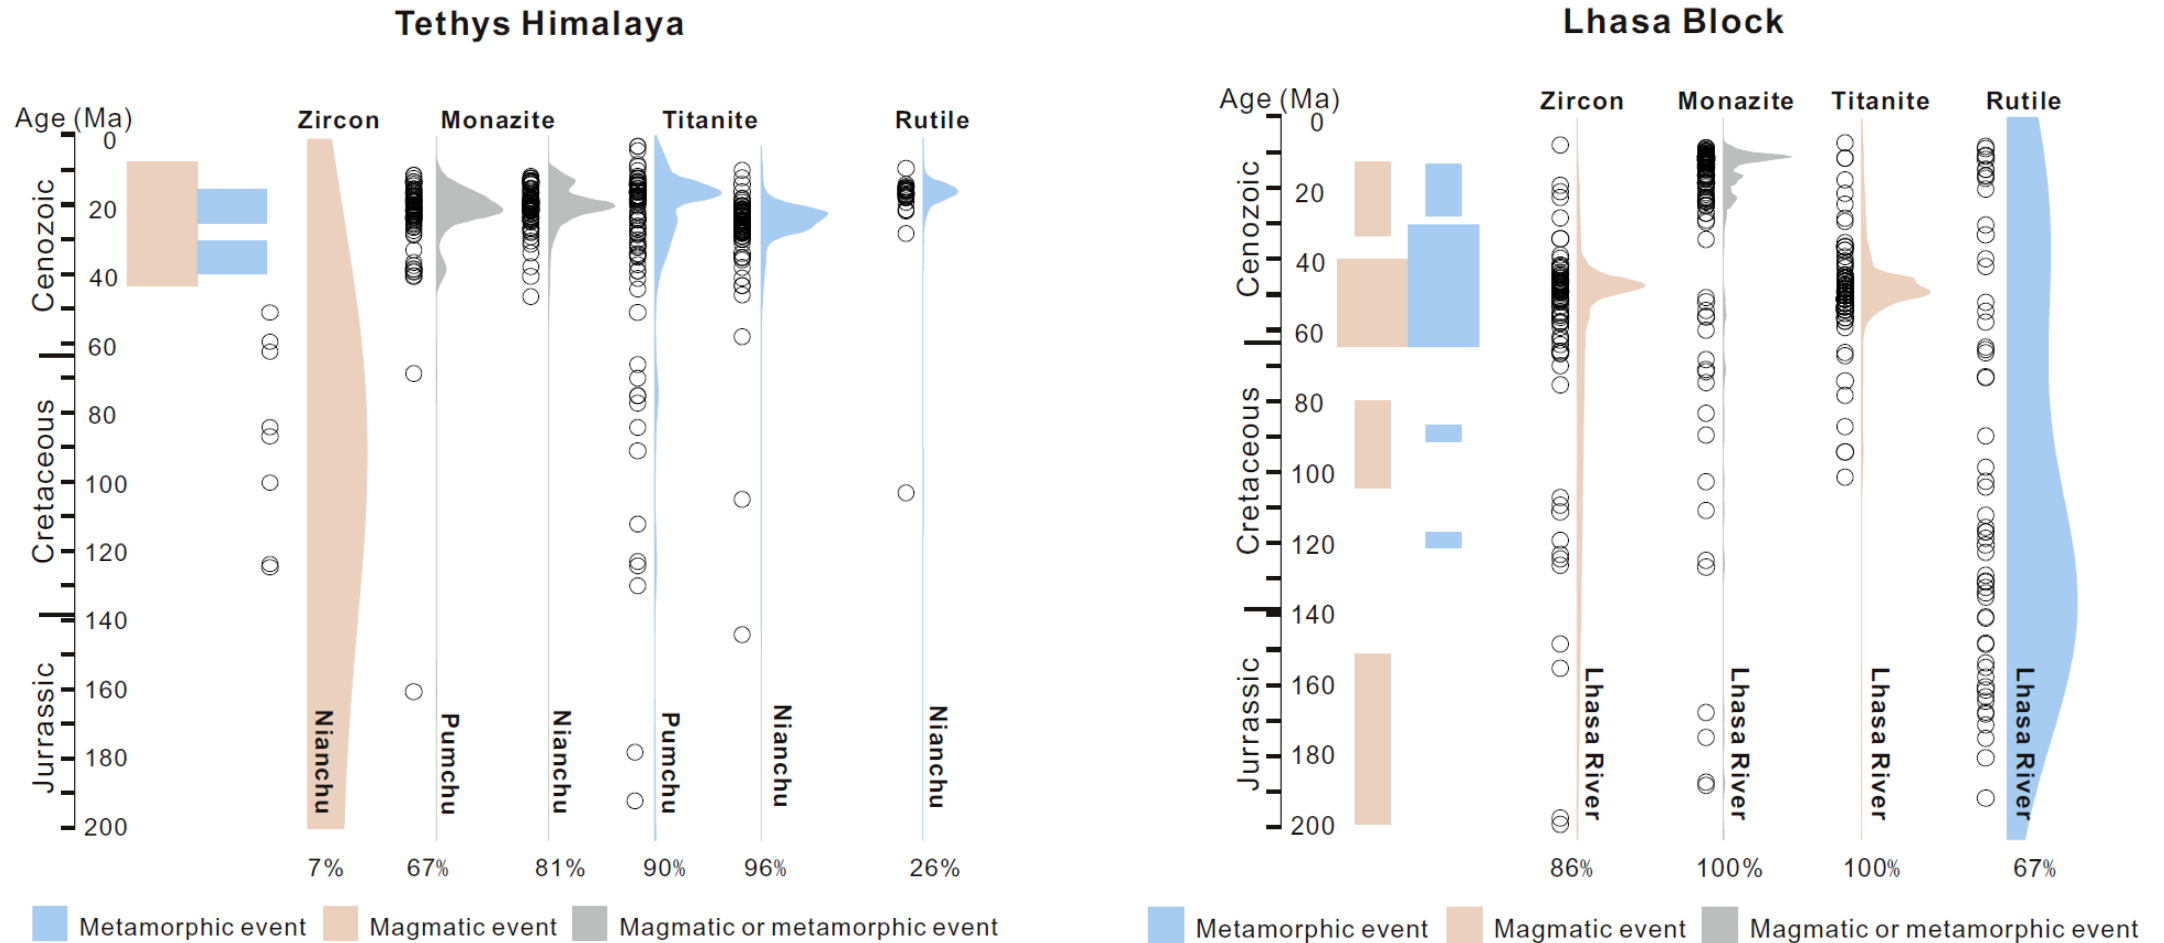 Tethys Himalaya
Age (Ma)
Zircon
Monazite
Titanite
Rutile
0
20
40
60
80
100
120
140
160
180
200
Cenozoic
Cretaceous
Jurrassic
Nianchu
Pumchu
Nianchu
Pumchu
Nianchu
Nianchu
7%
67%
81%
90%
96%
26%
Metamorphic event
Magmatic event
Magmatic or metamorphic event
Lhasa Block
Age (Ma)
Zircon
Monazite
Titanite
Rutile
0
20
40
60
80
100
120
140
160
180
200
Cenozoic
Cretaceous
Jurrassic
Lhasa River
Lhasa River
Lhasa River
Lhasa River
86%
100%
100%
67%
Metamorphic event
Magmatic event
Magmatic or metamorphic event